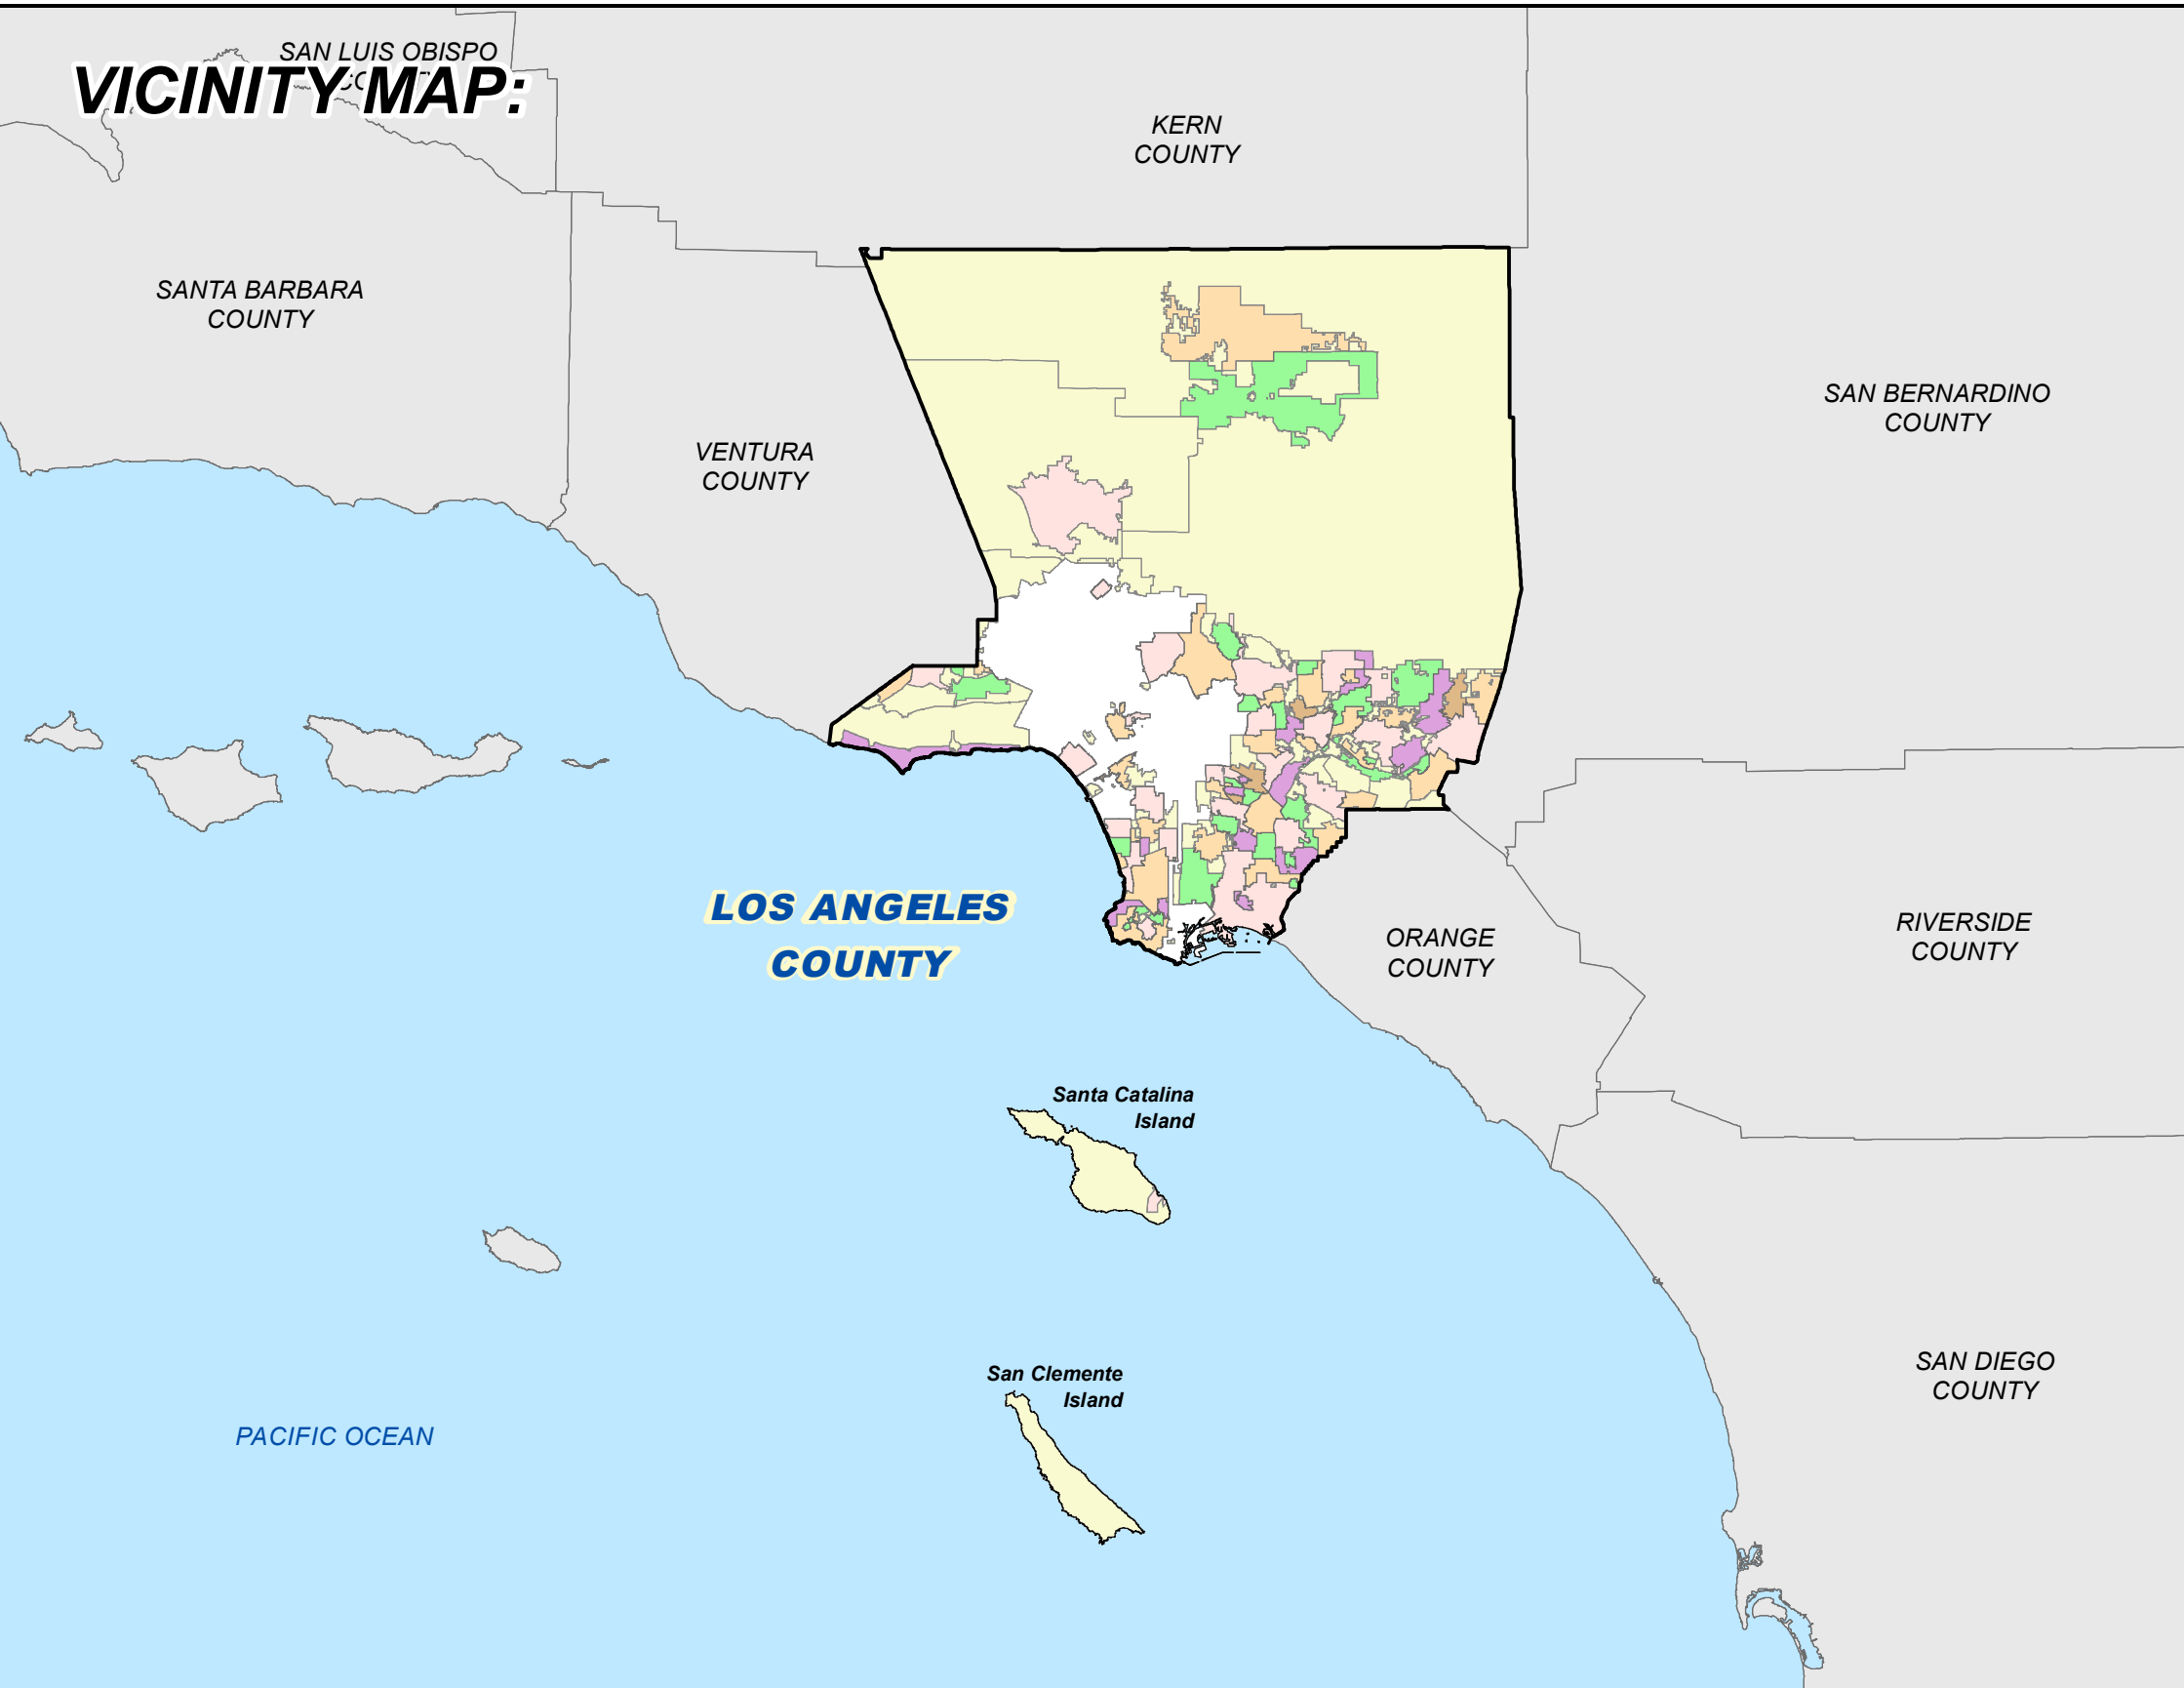 SAN LUIS OBISPO
VICINITY MAP:
KERN
COUNTY
SANTA BARBARA
COUNTY
VENTURA
COUNTY
SAN BERNARDINO
COUNTY
LOS ANGELES
COUNTY
ORANGE
COUNTY
RIVERSIDE
COUNTY
Santa Catalina
Island
San Clemente
Island
SAN DIEGO
COUNTY
PACIFIC OCEAN